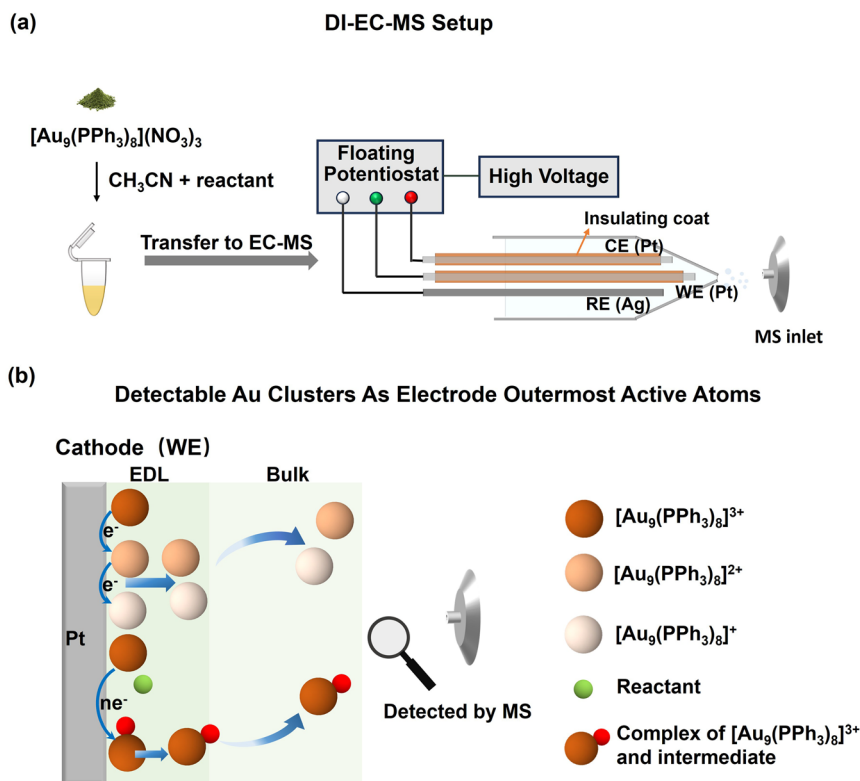 (a)
DI-EC-MS Setup
[Au₉(PPh₃)₈](NO₃)₃
CH₃CN + reactant
Transfer to EC-MS
Floating
Potentiostat
High Voltage
Insulating coat
CE (Pt)
WE (Pt)
RE (Ag)
MS inlet
(b)
Detectable Au Clusters As Electrode Outermost Active Atoms
Cathode (WE)
EDL
Bulk
e⁻
e⁻
Pt
ne⁻
Detected by MS
[Au₉(PPh₃)₈]³⁺
[Au₉(PPh₃)₈]²⁺
[Au₉(PPh₃)₈]⁺
Reactant
Complex of [Au₉(PPh₃)₈]³⁺
and intermediate